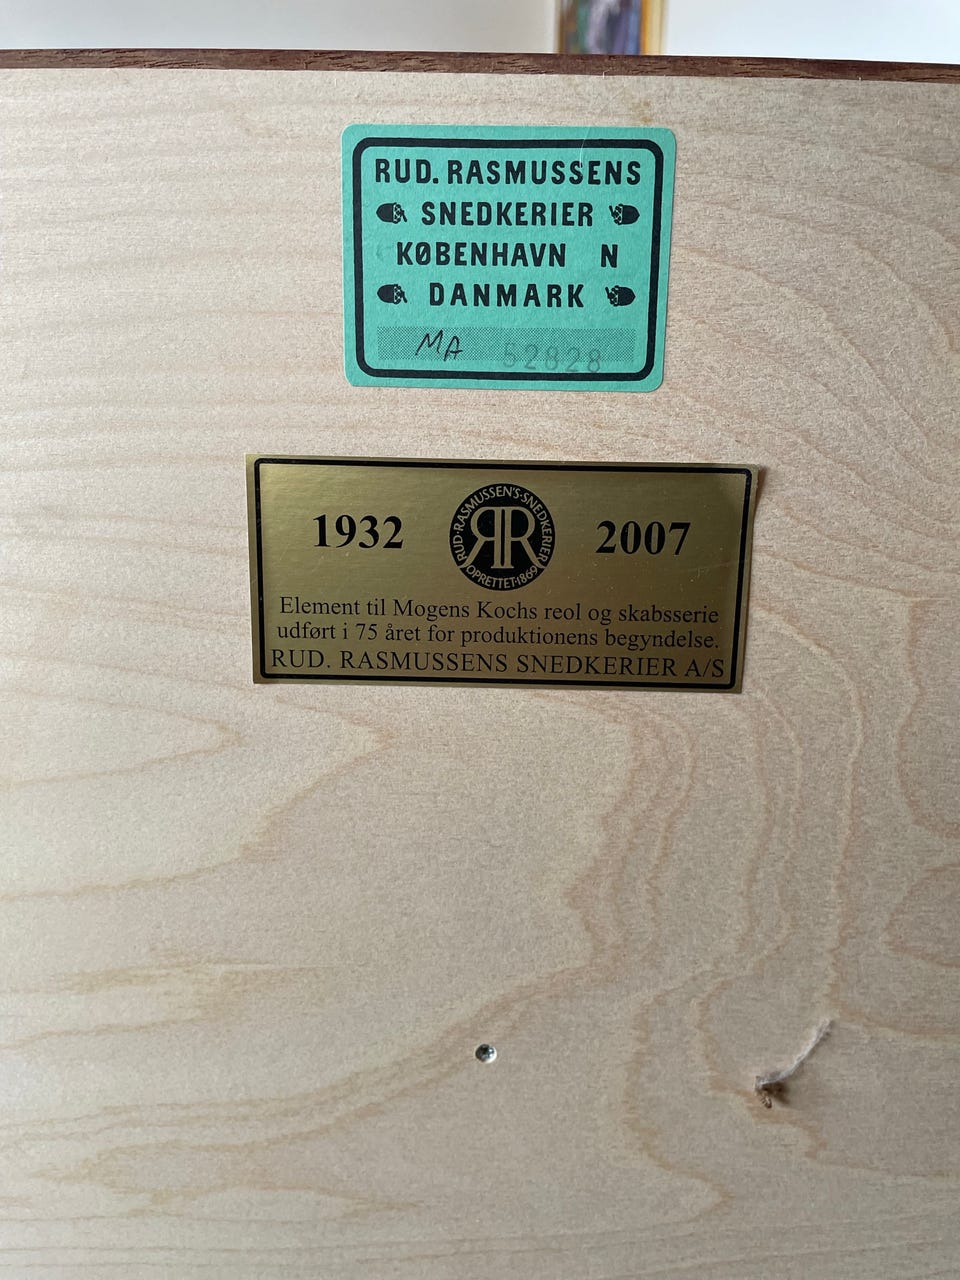 RUD. RASMUSSENS
SNEDKERIER
KØBENHAVN N
DANMARK
MA 52828
1932 2007
RUD·RASMUSSEN'S·SNEDKERIER
RR
OPRETTET·1869
Element til Mogens Kochs reol og skabsserie
udført i 75 året for produktionens begyndelse.
RUD. RASMUSSENS SNEDKERIER A/S